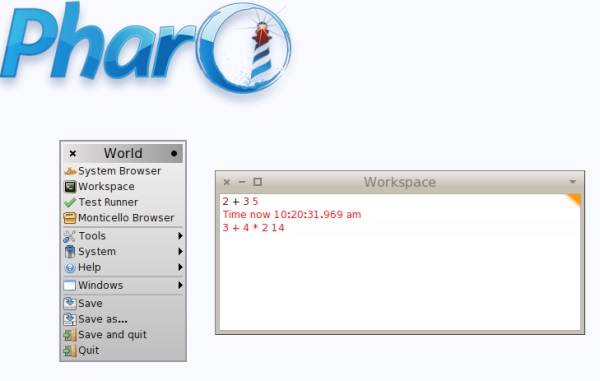 Pharo
World
System Browser
Workspace
Test Runner
Monticello Browser
Tools
System
Help
Windows
Save
Save as...
Save and quit
Quit
Workspace
2 + 3 5
Time now 10:20:31.969 am
3 + 4 * 2 14